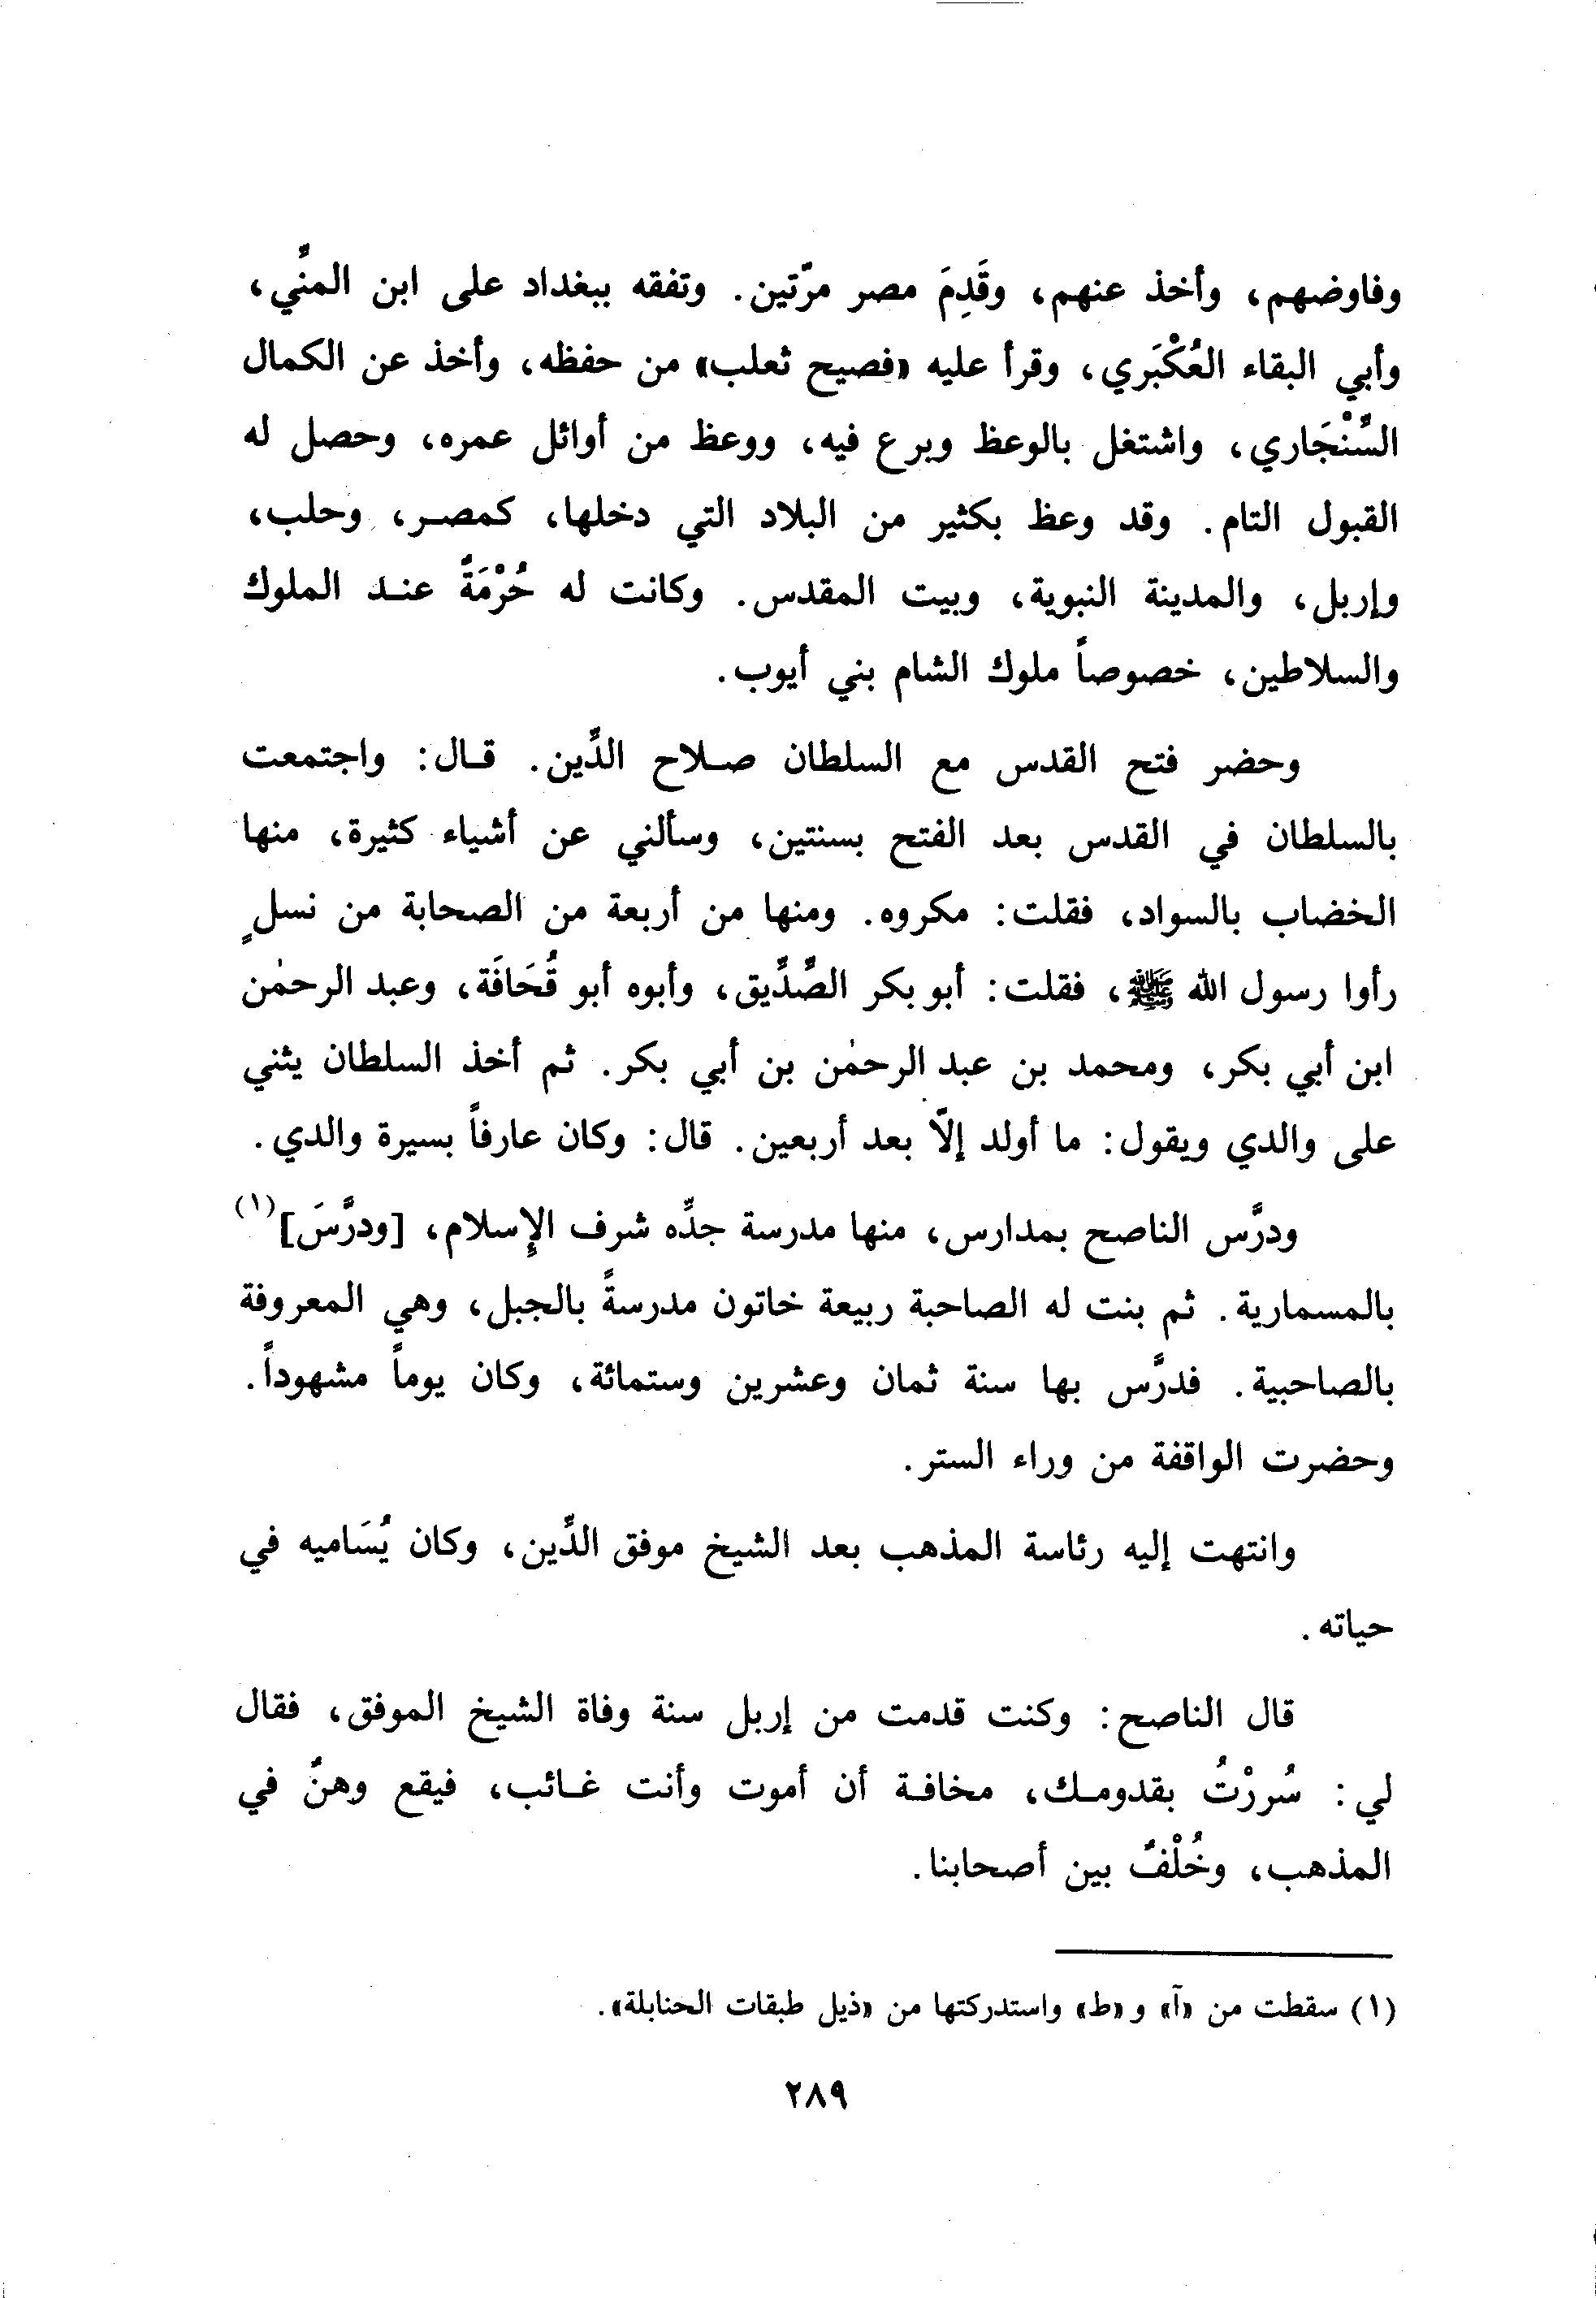 وفاوضهم، وأخذ عنهم، وقَدِمَ مصر مرّتين. وتفقه ببغداد على ابن المنِّي،
وأبي البقاء العُكْبَري، وقرأ عليه «فصيح ثعلب» من حفظه، وأخذ عن الكمال
السِّنْجَاري، واشتغل بالوعظ وبرع فيه، ووعظ من أوائل عمره، وحصل له
القبول التام. وقد وعظ بكثير من البلاد التي دخلها، كمصر، وحلب،
وإربل، والمدينة النبوية، وبيت المقدس. وكانت له حُرْمَةٌ عند الملوك
والسلاطين، خصوصاً ملوك الشام بني أيوب.
وحضر فتح القدس مع السلطان صلاح الدِّين. قال: واجتمعت
بالسلطان في القدس بعد الفتح بسنتين، وسألني عن أشياء كثيرة، منها
الخضاب بالسواد، فقلت: مكروه. ومنها من أربعة من الصحابة من نسلٍ
رأوا رسول الله ﷺ، فقلت: أبو بكر الصِّدِّيق، وأبوه أبو قُحَافَة، وعبد الرحمٰن
ابن أبي بكر، ومحمد بن عبد الرحمٰن بن أبي بكر. ثم أخذ السلطان يثني
على والدي ويقول: ما أولد إلّا بعد أربعين. قال: وكان عارفاً بسيرة والدي.
ودرَّس الناصح بمدارس، منها مدرسة جدِّه شرف الإسلام، [ودرَّسَ](١)
بالمسمارية. ثم بنت له الصاحبة ربيعة خاتون مدرسةً بالجبل، وهي المعروفة
بالصاحبية. فدرَّس بها سنة ثمان وعشرين وستمائة، وكان يوماً مشهوداً.
وحضرت الواقفة من وراء الستر.
وانتهت إليه رئاسة المذهب بعد الشيخ موفق الدِّين، وكان يُسَاميه في
حياته.
قال الناصح: وكنت قدمت من إربل سنة وفاة الشيخ الموفق، فقال
لي: سُررْتُ بقدومك، مخافة أن أموت وأنت غائب، فيقع وهنٌ في
المذهب، وخُلْفٌ بين أصحابنا.
(١) سقطت من «آ» و «ط» واستدركتها من «ذيل طبقات الحنابلة».
٢٨٩